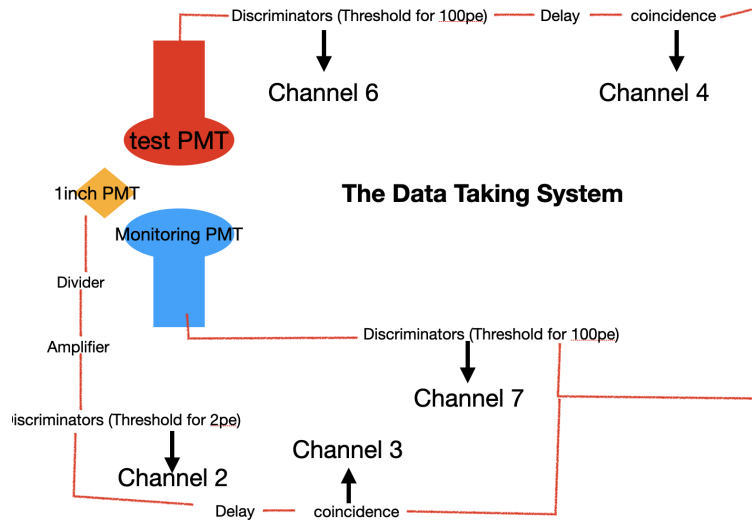 Discriminators (Threshold for 100pe) Delay coincidence
Channel 6 Channel 4
test PMT
1inch PMT
The Data Taking System
Monitoring PMT
Divider
Discriminators (Threshold for 100pe)
Amplifier
Channel 7
iscriminators (Threshold for 2pe)
Channel 3
Channel 2
Delay coincidence